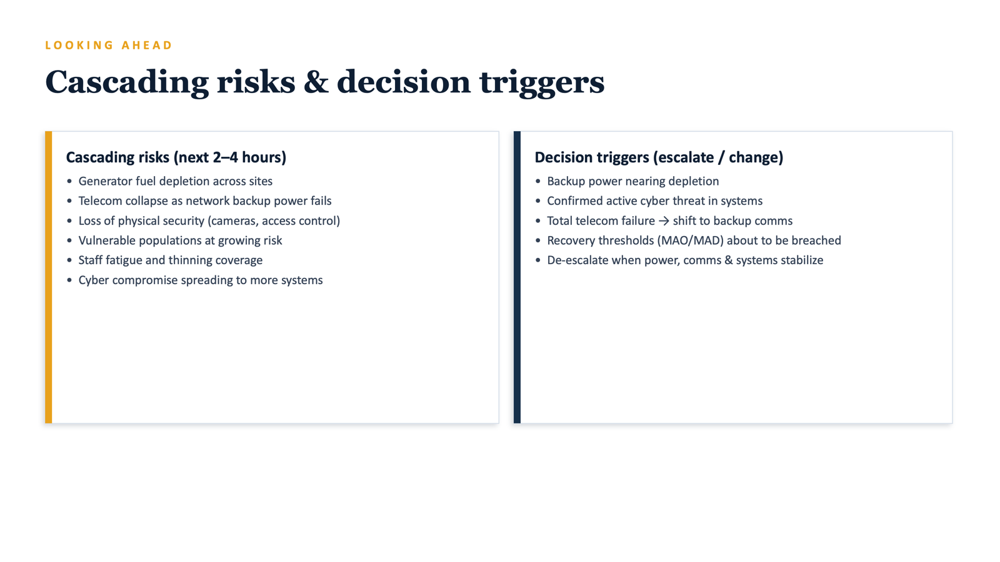 LOOKING AHEAD
Cascading risks & decision triggers
Cascading risks (next 2–4 hours)
• Generator fuel depletion across sites
• Telecom collapse as network backup power fails
• Loss of physical security (cameras, access control)
• Vulnerable populations at growing risk
• Staff fatigue and thinning coverage
• Cyber compromise spreading to more systems
Decision triggers (escalate / change)
• Backup power nearing depletion
• Confirmed active cyber threat in systems
• Total telecom failure → shift to backup comms
• Recovery thresholds (MAO/MAD) about to be breached
• De-escalate when power, comms & systems stabilize